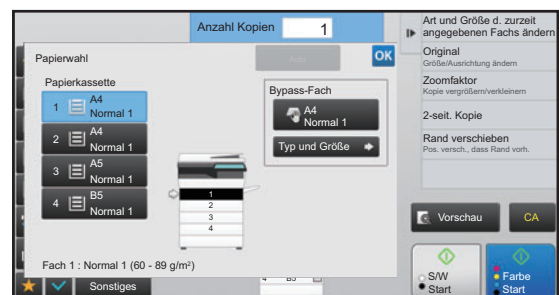 Anzahl Kopien 1
Papierwahl
Auto
OK
Papierkassette
1 A4
Normal 1
2 A4
Normal 1
3 A5
Normal 1
4 B5
Normal 1
Bypass-Fach
A4
Normal 1
Typ und Größe
1
2
3
4
Fach 1 : Normal 1 (60 - 89 g/m²)
Sonstiges
4 B5
Art und Größe d. zurzeit
angegebenen Fachs ändern
Original
Größe/Ausrichtung ändern
Zoomfaktor
Kopie vergrößern/verkleinern
2-seit. Kopie
Rand verschieben
Pos. versch., dass Rand vorh.
Vorschau
CA
S/W
Start
Farbe
Start